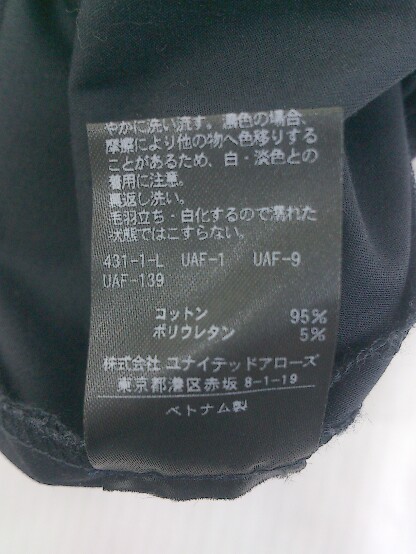 やかに洗い流す。濃色の場合、
摩擦により他の物へ色移りする
ことがあるため、白・淡色との
着用に注意。
裏返し洗い。
毛羽立ち・白化するので濡れた
状態ではこすらない。
431-1-L UAF-1 UAF-9
UAF-139
コットン 95%
ポリウレタン 5%
株式会社 ユナイテッドアローズ
東京都港区赤坂 8-1-19
ベトナム製